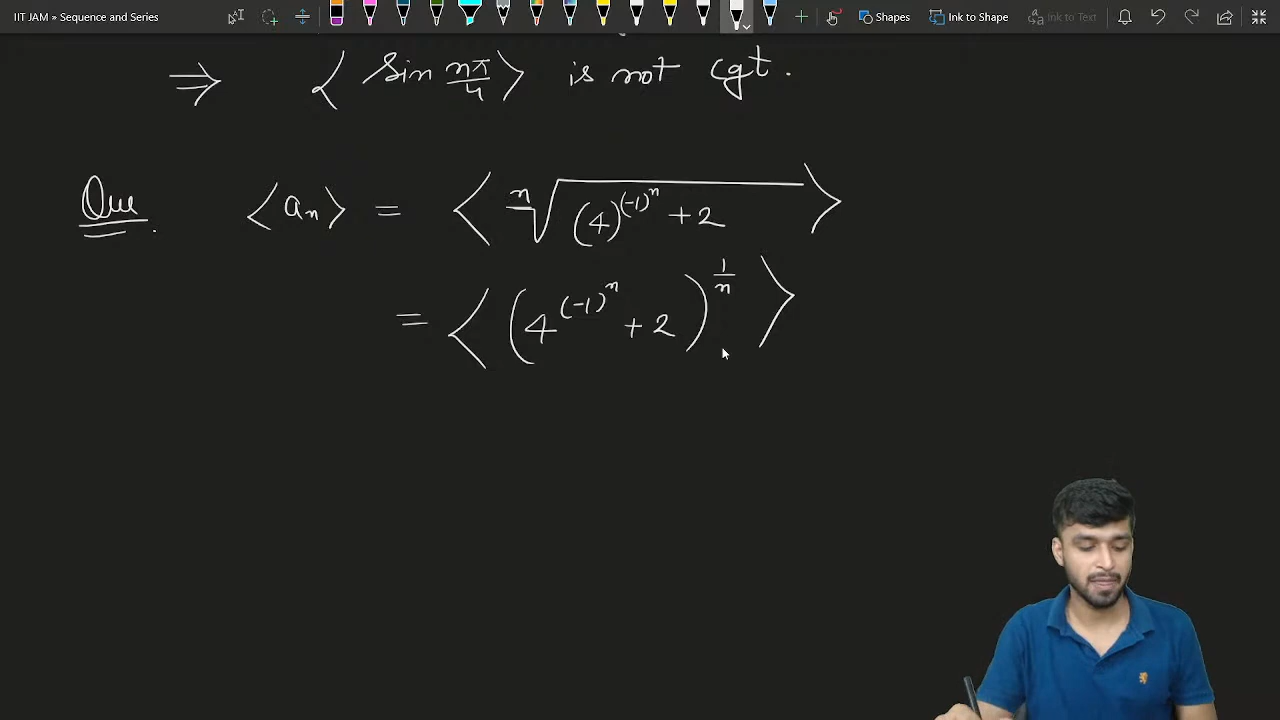 IIT JAM » Sequence and Series
Shapes Ink to Shape Ink to Text
⇒ ⟨ Sin nπ/4 ⟩ is not cgt.
Que. ⟨aₙ⟩ = ⟨ ⁿ√((4)^(-1)^n + 2) ⟩
= ⟨ (4^(-1)^n + 2)^(1/n) ⟩